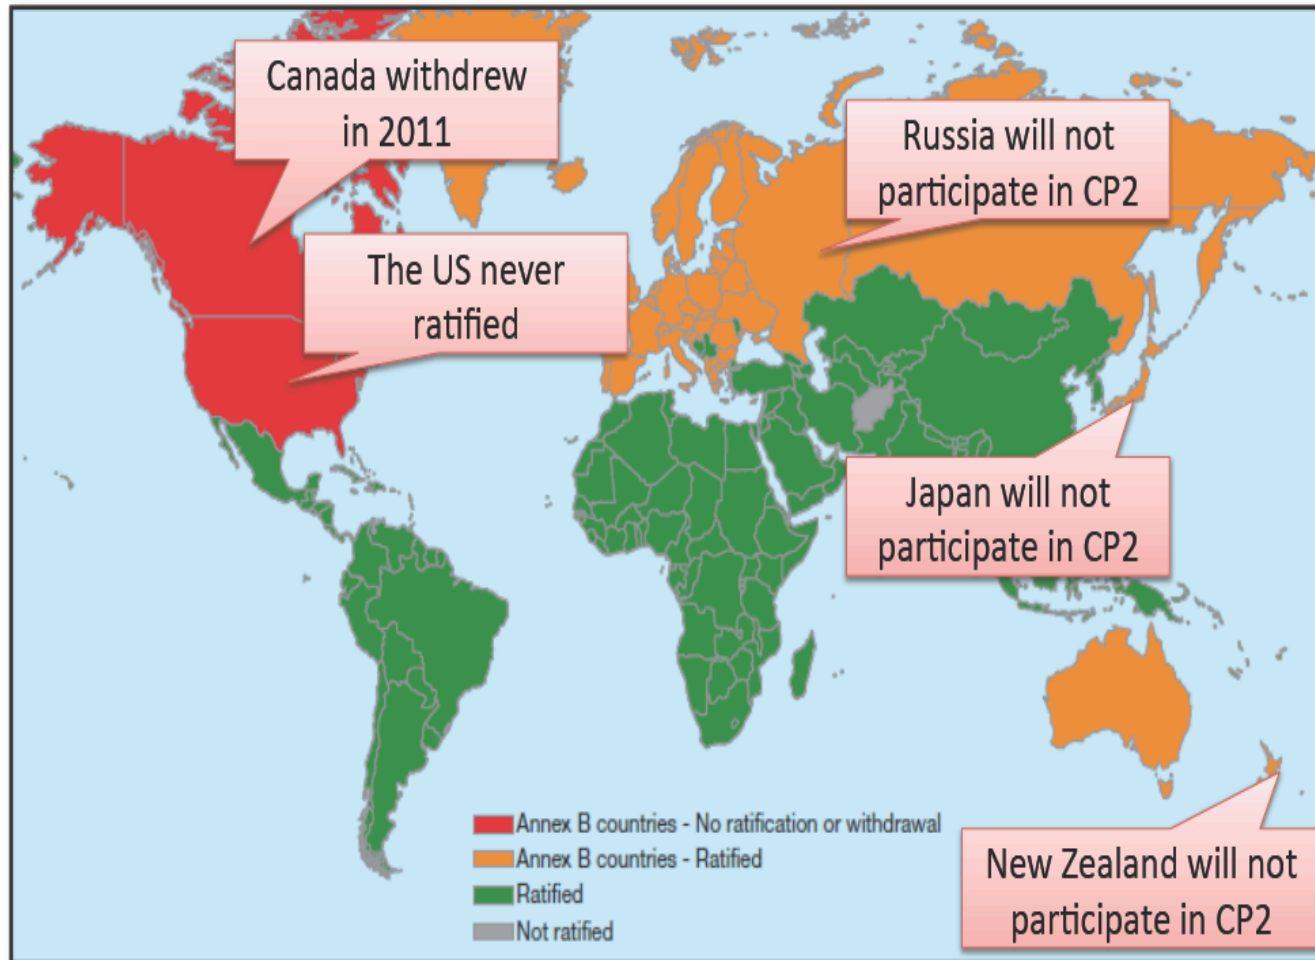 Canada withdrew
in 2011
Russia will not
participate in CP2
The US never
ratified
Japan will not
participate in CP2
Annex B countries - No ratification or withdrawal
Annex B countries - Ratified
Ratified
Not ratified
New Zealand will not
participate in CP2